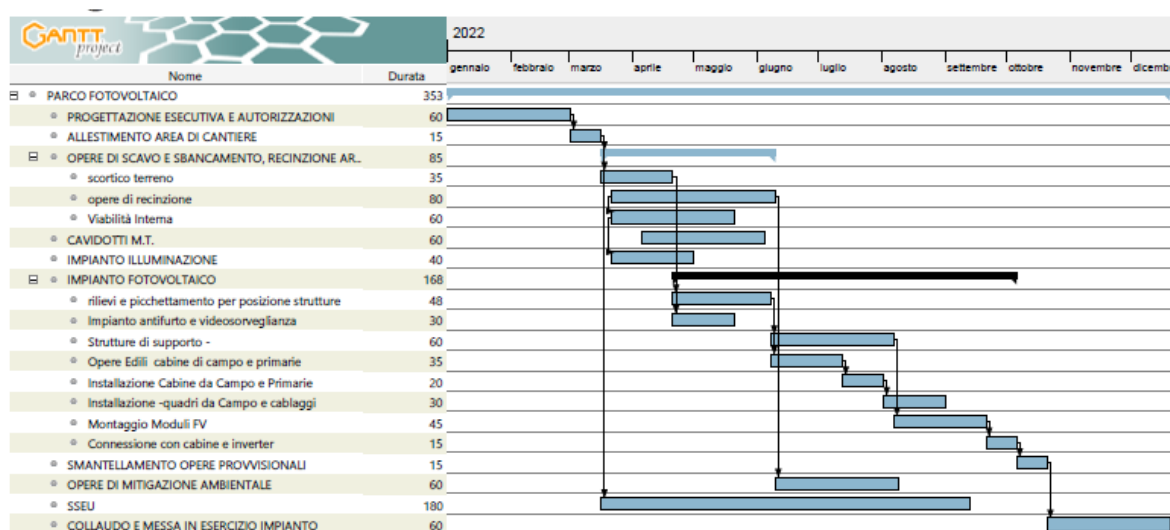 GANTT project
2022
Nome Durata gennaio febbraio marzo aprile maggio giugno luglio agosto settembre ottobre novembre dicemb
PARCO FOTOVOLTAICO 353
PROGETTAZIONE ESECUTIVA E AUTORIZZAZIONI 60
ALLESTIMENTO AREA DI CANTIERE 15
OPERE DI SCAVO E SBANCAMENTO, RECINZIONE AR... 85
scortico terreno 35
opere di recinzione 80
Viabilità Interna 60
CAVIDOTTI M.T. 60
IMPIANTO ILLUMINAZIONE 40
IMPIANTO FOTOVOLTAICO 168
rilievi e picchettamento per posizione strutture 48
Impianto antifurto e videosorveglianza 30
Strutture di supporto - 60
Opere Edili cabine di campo e primarie 35
Installazione Cabine da Campo e Primarie 20
Installazione -quadri da Campo e cablaggi 30
Montaggio Moduli FV 45
Connessione con cabine e inverter 15
SMANTELLAMENTO OPERE PROVVISIONALI 15
OPERE DI MITIGAZIONE AMBIENTALE 60
SSEU 180
COLLAUDO E MESSA IN ESERCIZIO IMPIANTO 60